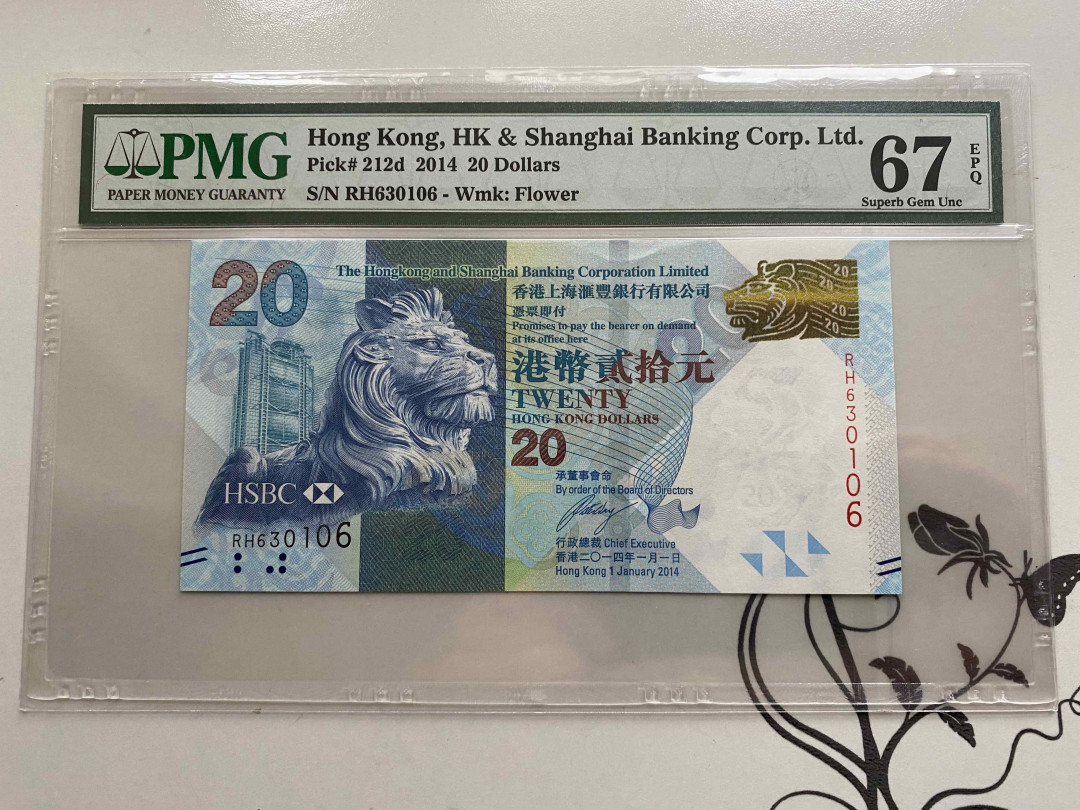 PMG
PAPER MONEY GUARANTY
Hong Kong, HK & Shanghai Banking Corp. Ltd.
Pick# 212d 2014 20 Dollars
S/N RH630106 - Wmk: Flower
67
EPQ
Superb Gem Unc
20
The Hongkong and Shanghai Banking Corporation Limited
香港上海滙豐銀行有限公司
憑票即付
Promises to pay the bearer on demand
at its office here
港幣貳拾元
TWENTY
HONG KONG DOLLARS
20
承董事會命
By order of the Board of Directors
行政總裁 Chief Executive
香港二〇一四年一月一日
Hong Kong 1 January 2014
HSBC
RH630106
20
20
20
20
RH630106
20